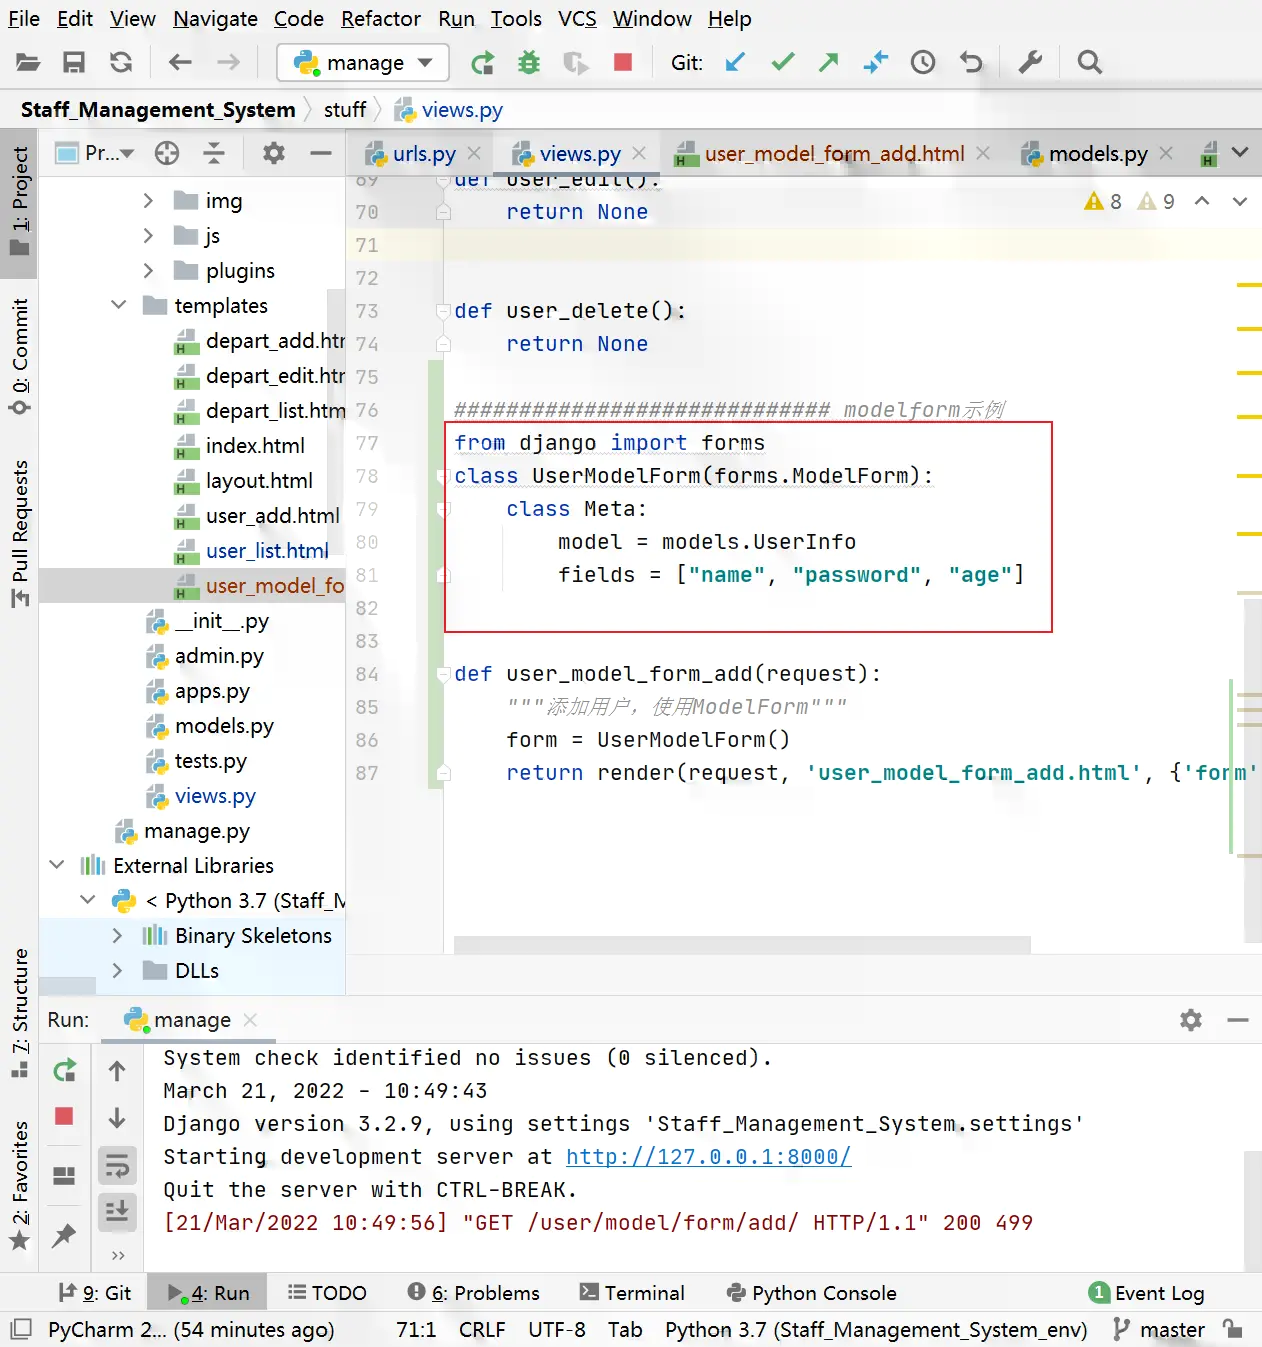 File Edit View Navigate Code Refactor Run Tools VCS Window Help
manage Git:
Staff_Management_System stuff views.py
Pr... urls.py views.py user_model_form_add.html models.py
1: Project
0: Commit
Pull Requests
7: Structure
2: Favorites
img
js
plugins
templates
depart_add.htm
depart_edit.htm
depart_list.htm
index.html
layout.html
user_add.html
user_list.html
user_model_fo
__init__.py
admin.py
apps.py
models.py
tests.py
views.py
manage.py
External Libraries
< Python 3.7 (Staff_M
Binary Skeletons
DLLs
8 9
69 def user_edit():
70 return None
71
72
73 def user_delete():
74 return None
75
76 ############################# modelform示例
77 from django import forms
78 class UserModelForm(forms.ModelForm):
79 class Meta:
80 model = models.UserInfo
81 fields = ["name", "password", "age"]
82
83
84 def user_model_form_add(request):
85 """添加用户，使用ModelForm"""
86 form = UserModelForm()
87 return render(request, 'user_model_form_add.html', {'form'
Run: manage
System check identified no issues (0 silenced).
March 21, 2022 - 10:49:43
Django version 3.2.9, using settings 'Staff_Management_System.settings'
Starting development server at http://127.0.0.1:8000/
Quit the server with CTRL-BREAK.
[21/Mar/2022 10:49:56] "GET /user/model/form/add/ HTTP/1.1" 200 499
9: Git 4: Run TODO 6: Problems Terminal Python Console 1 Event Log
PyCharm 2... (54 minutes ago) 71:1 CRLF UTF-8 Tab Python 3.7 (Staff_Management_System_env) master